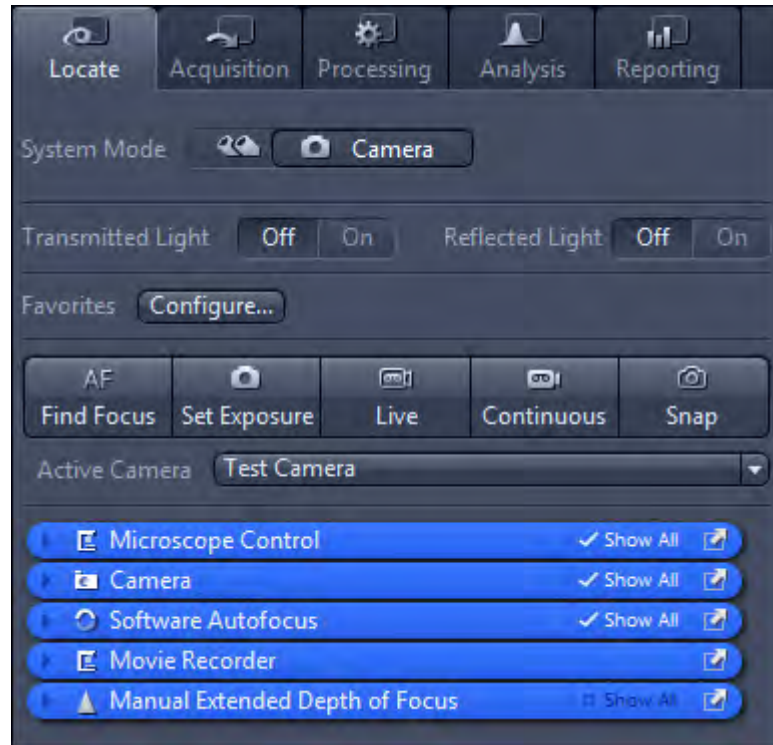 Locate Acquisition Processing Analysis Reporting
System Mode Camera
Transmitted Light Off On Reflected Light Off On
Favorites Configure...
AF
Find Focus Set Exposure Live Continuous Snap
Active Camera Test Camera
Microscope Control Show All
Camera Show All
Software Autofocus Show All
Movie Recorder
Manual Extended Depth of Focus Show All